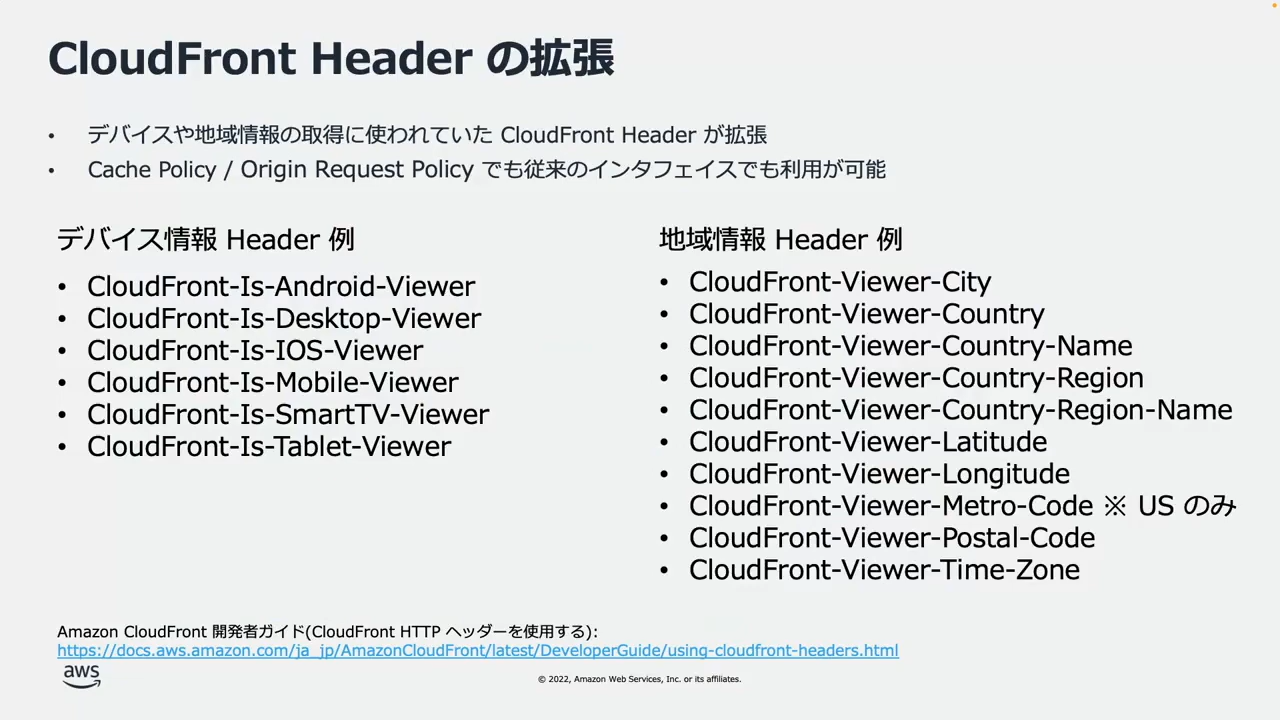 CloudFront Header の拡張
• デバイスや地域情報の取得に使われていた CloudFront Header が拡張
• Cache Policy / Origin Request Policy でも従来のインタフェイスでも利用が可能
デバイス情報 Header 例
• CloudFront-Is-Android-Viewer
• CloudFront-Is-Desktop-Viewer
• CloudFront-Is-IOS-Viewer
• CloudFront-Is-Mobile-Viewer
• CloudFront-Is-SmartTV-Viewer
• CloudFront-Is-Tablet-Viewer
地域情報 Header 例
• CloudFront-Viewer-City
• CloudFront-Viewer-Country
• CloudFront-Viewer-Country-Name
• CloudFront-Viewer-Country-Region
• CloudFront-Viewer-Country-Region-Name
• CloudFront-Viewer-Latitude
• CloudFront-Viewer-Longitude
• CloudFront-Viewer-Metro-Code ※ US のみ
• CloudFront-Viewer-Postal-Code
• CloudFront-Viewer-Time-Zone
Amazon CloudFront 開発者ガイド(CloudFront HTTP ヘッダーを使用する):
https://docs.aws.amazon.com/ja_jp/AmazonCloudFront/latest/DeveloperGuide/using-cloudfront-headers.html
aws
© 2022, Amazon Web Services, Inc. or its affiliates.